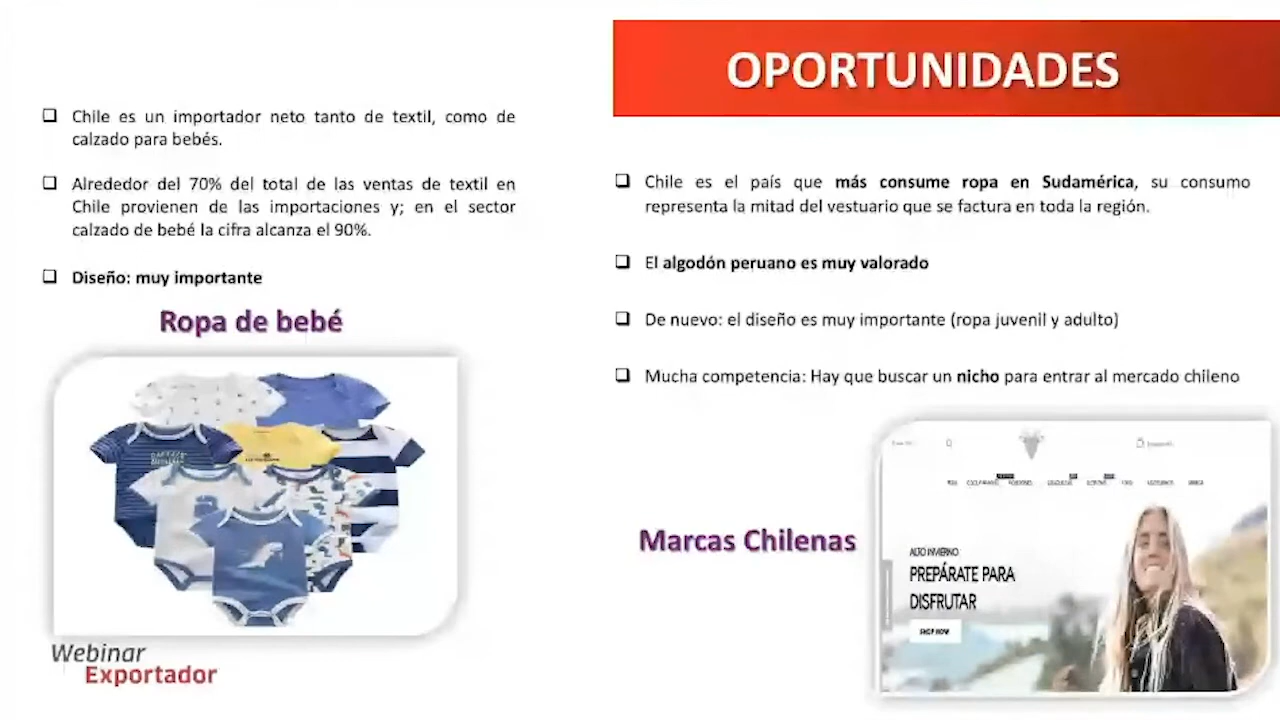 OPORTUNIDADES
❑ Chile es un importador neto tanto de textil, como de
calzado para bebés.
❑ Alrededor del 70% del total de las ventas de textil en
Chile provienen de las importaciones y; en el sector
calzado de bebé la cifra alcanza el 90%.
❑ Diseño: muy importante
Ropa de bebé
Webinar
Exportador
❑ Chile es el país que más consume ropa en Sudamérica, su consumo
representa la mitad del vestuario que se factura en toda la región.
❑ El algodón peruano es muy valorado
❑ De nuevo: el diseño es muy importante (ropa juvenil y adulto)
❑ Mucha competencia: Hay que buscar un nicho para entrar al mercado chileno
Marcas Chilenas
ALTO INVIERNO
PREPÁRATE PARA
DISFRUTAR
SHOP NOW